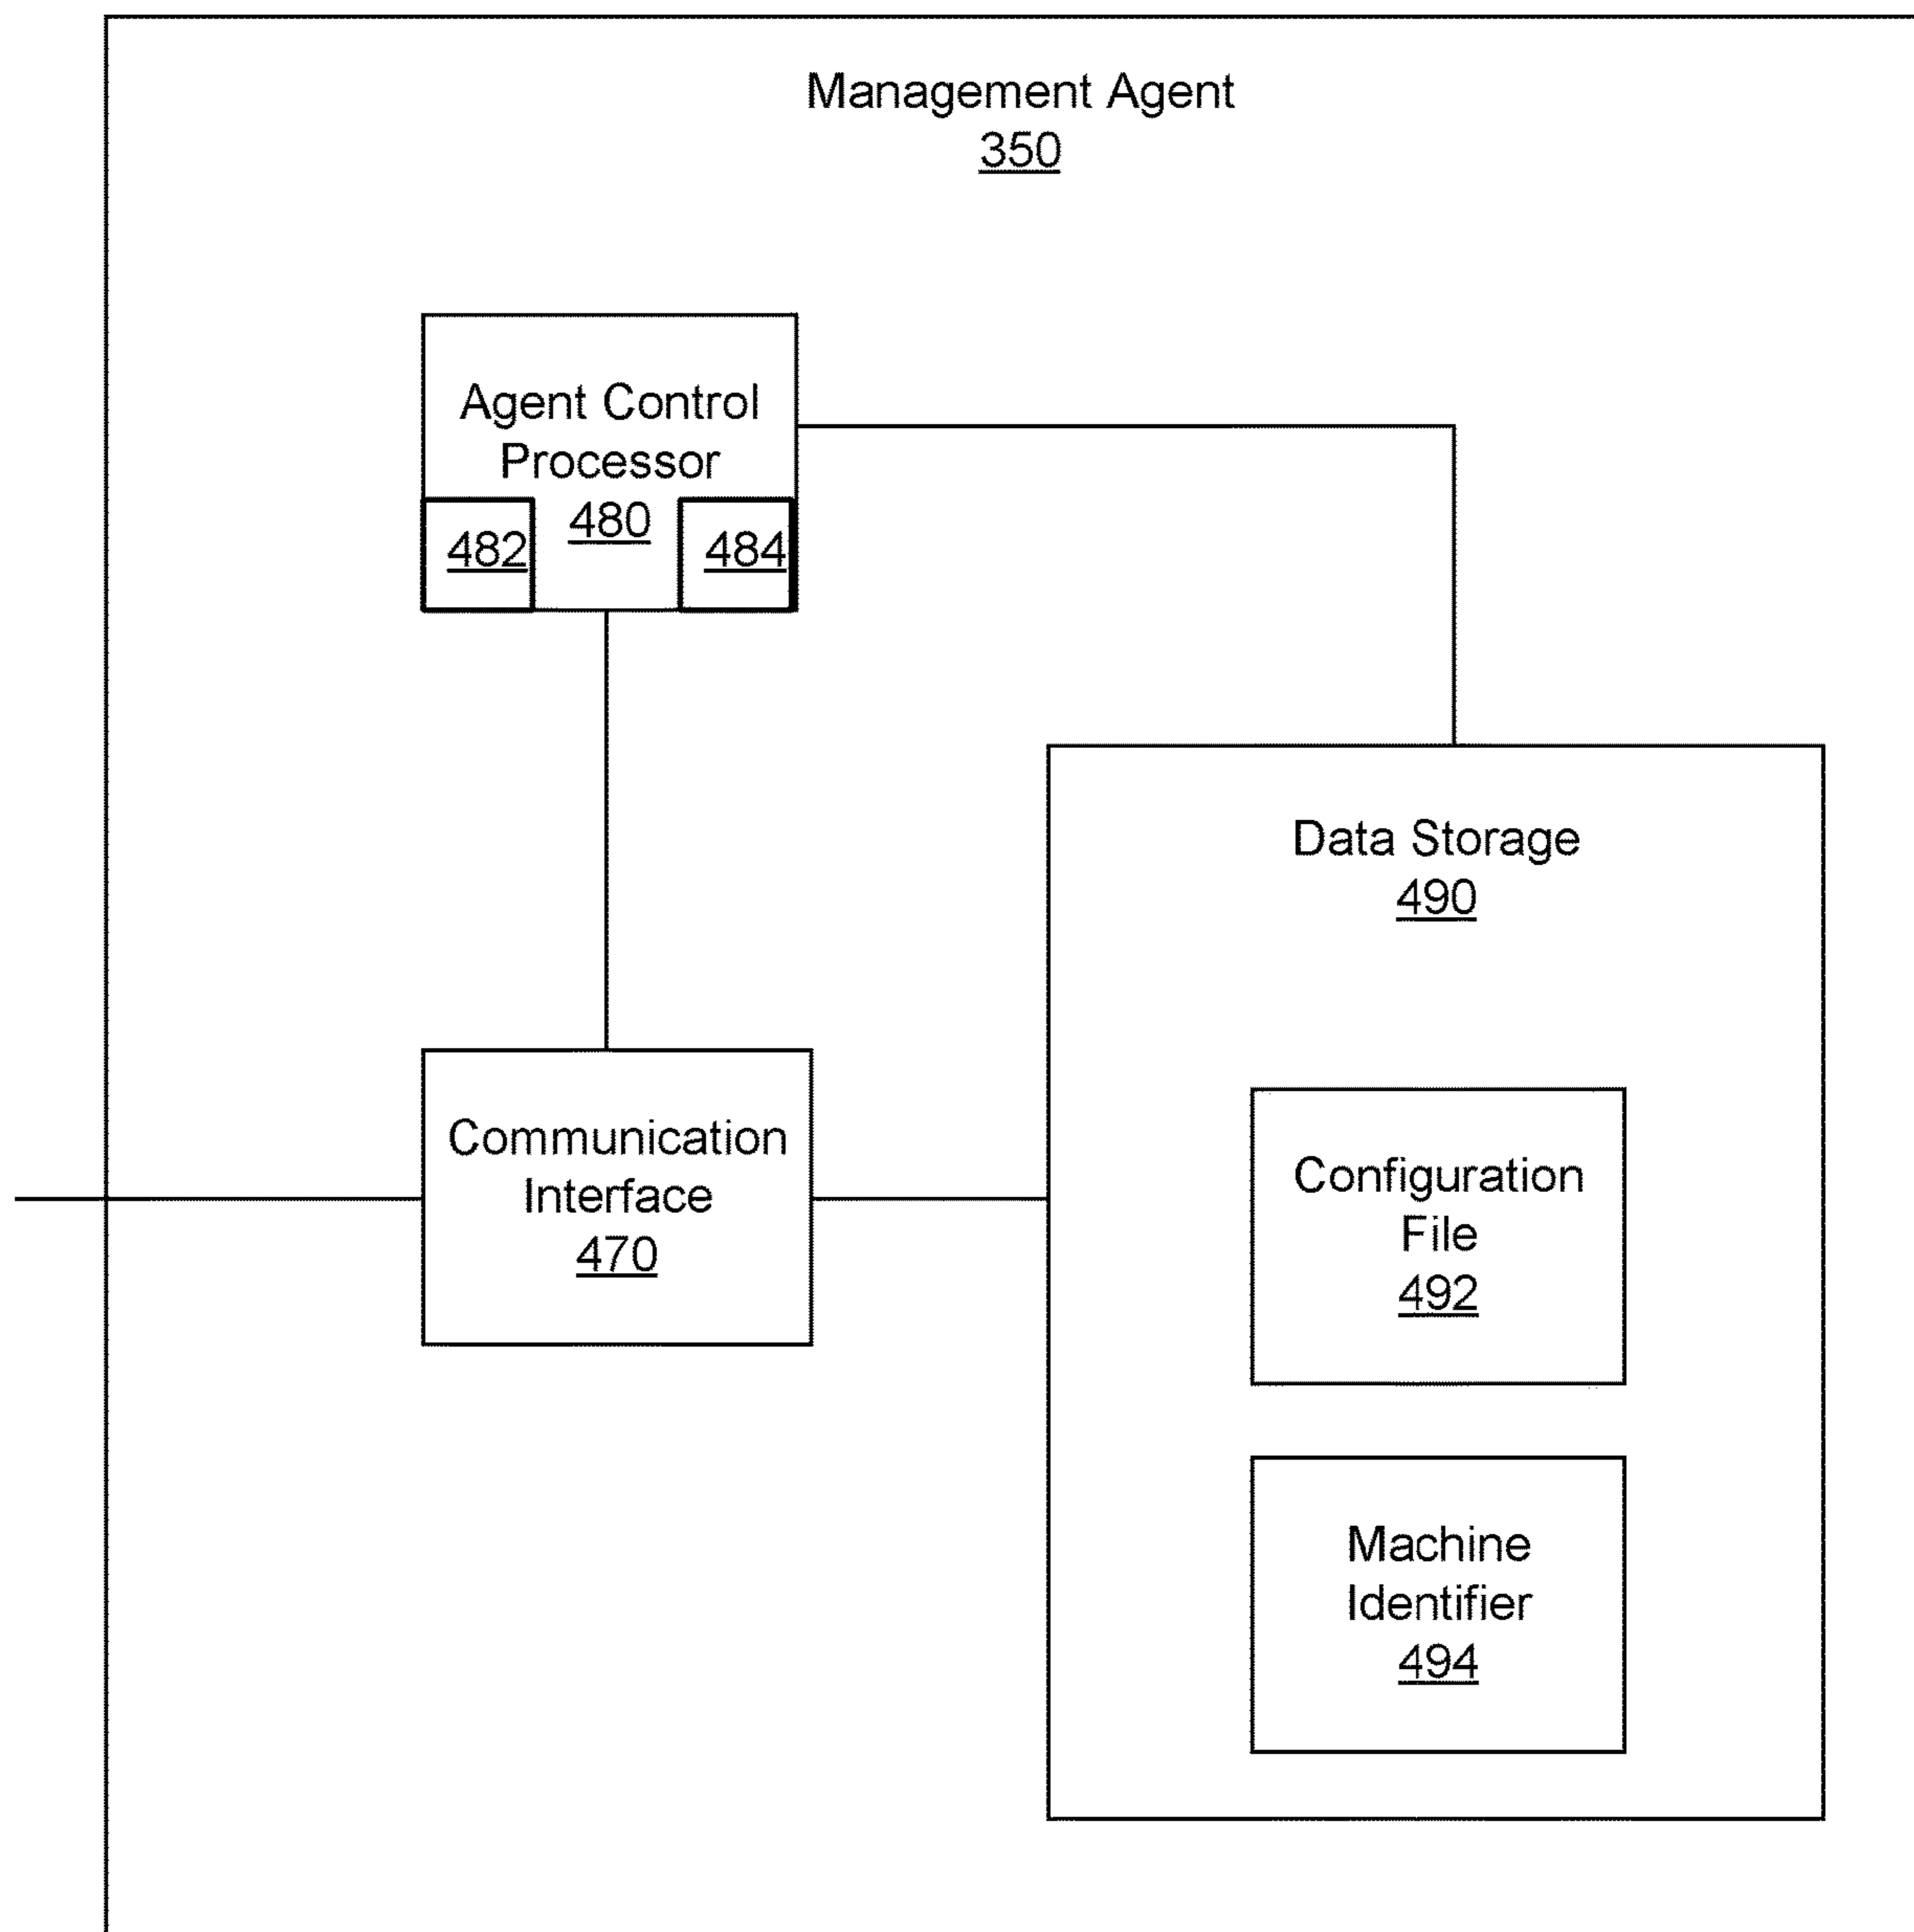 Management Agent
350
Agent Control
Processor
480
482
484
Data Storage
490
Communication
Interface
470
Configuration
File
492
Machine
Identifier
494